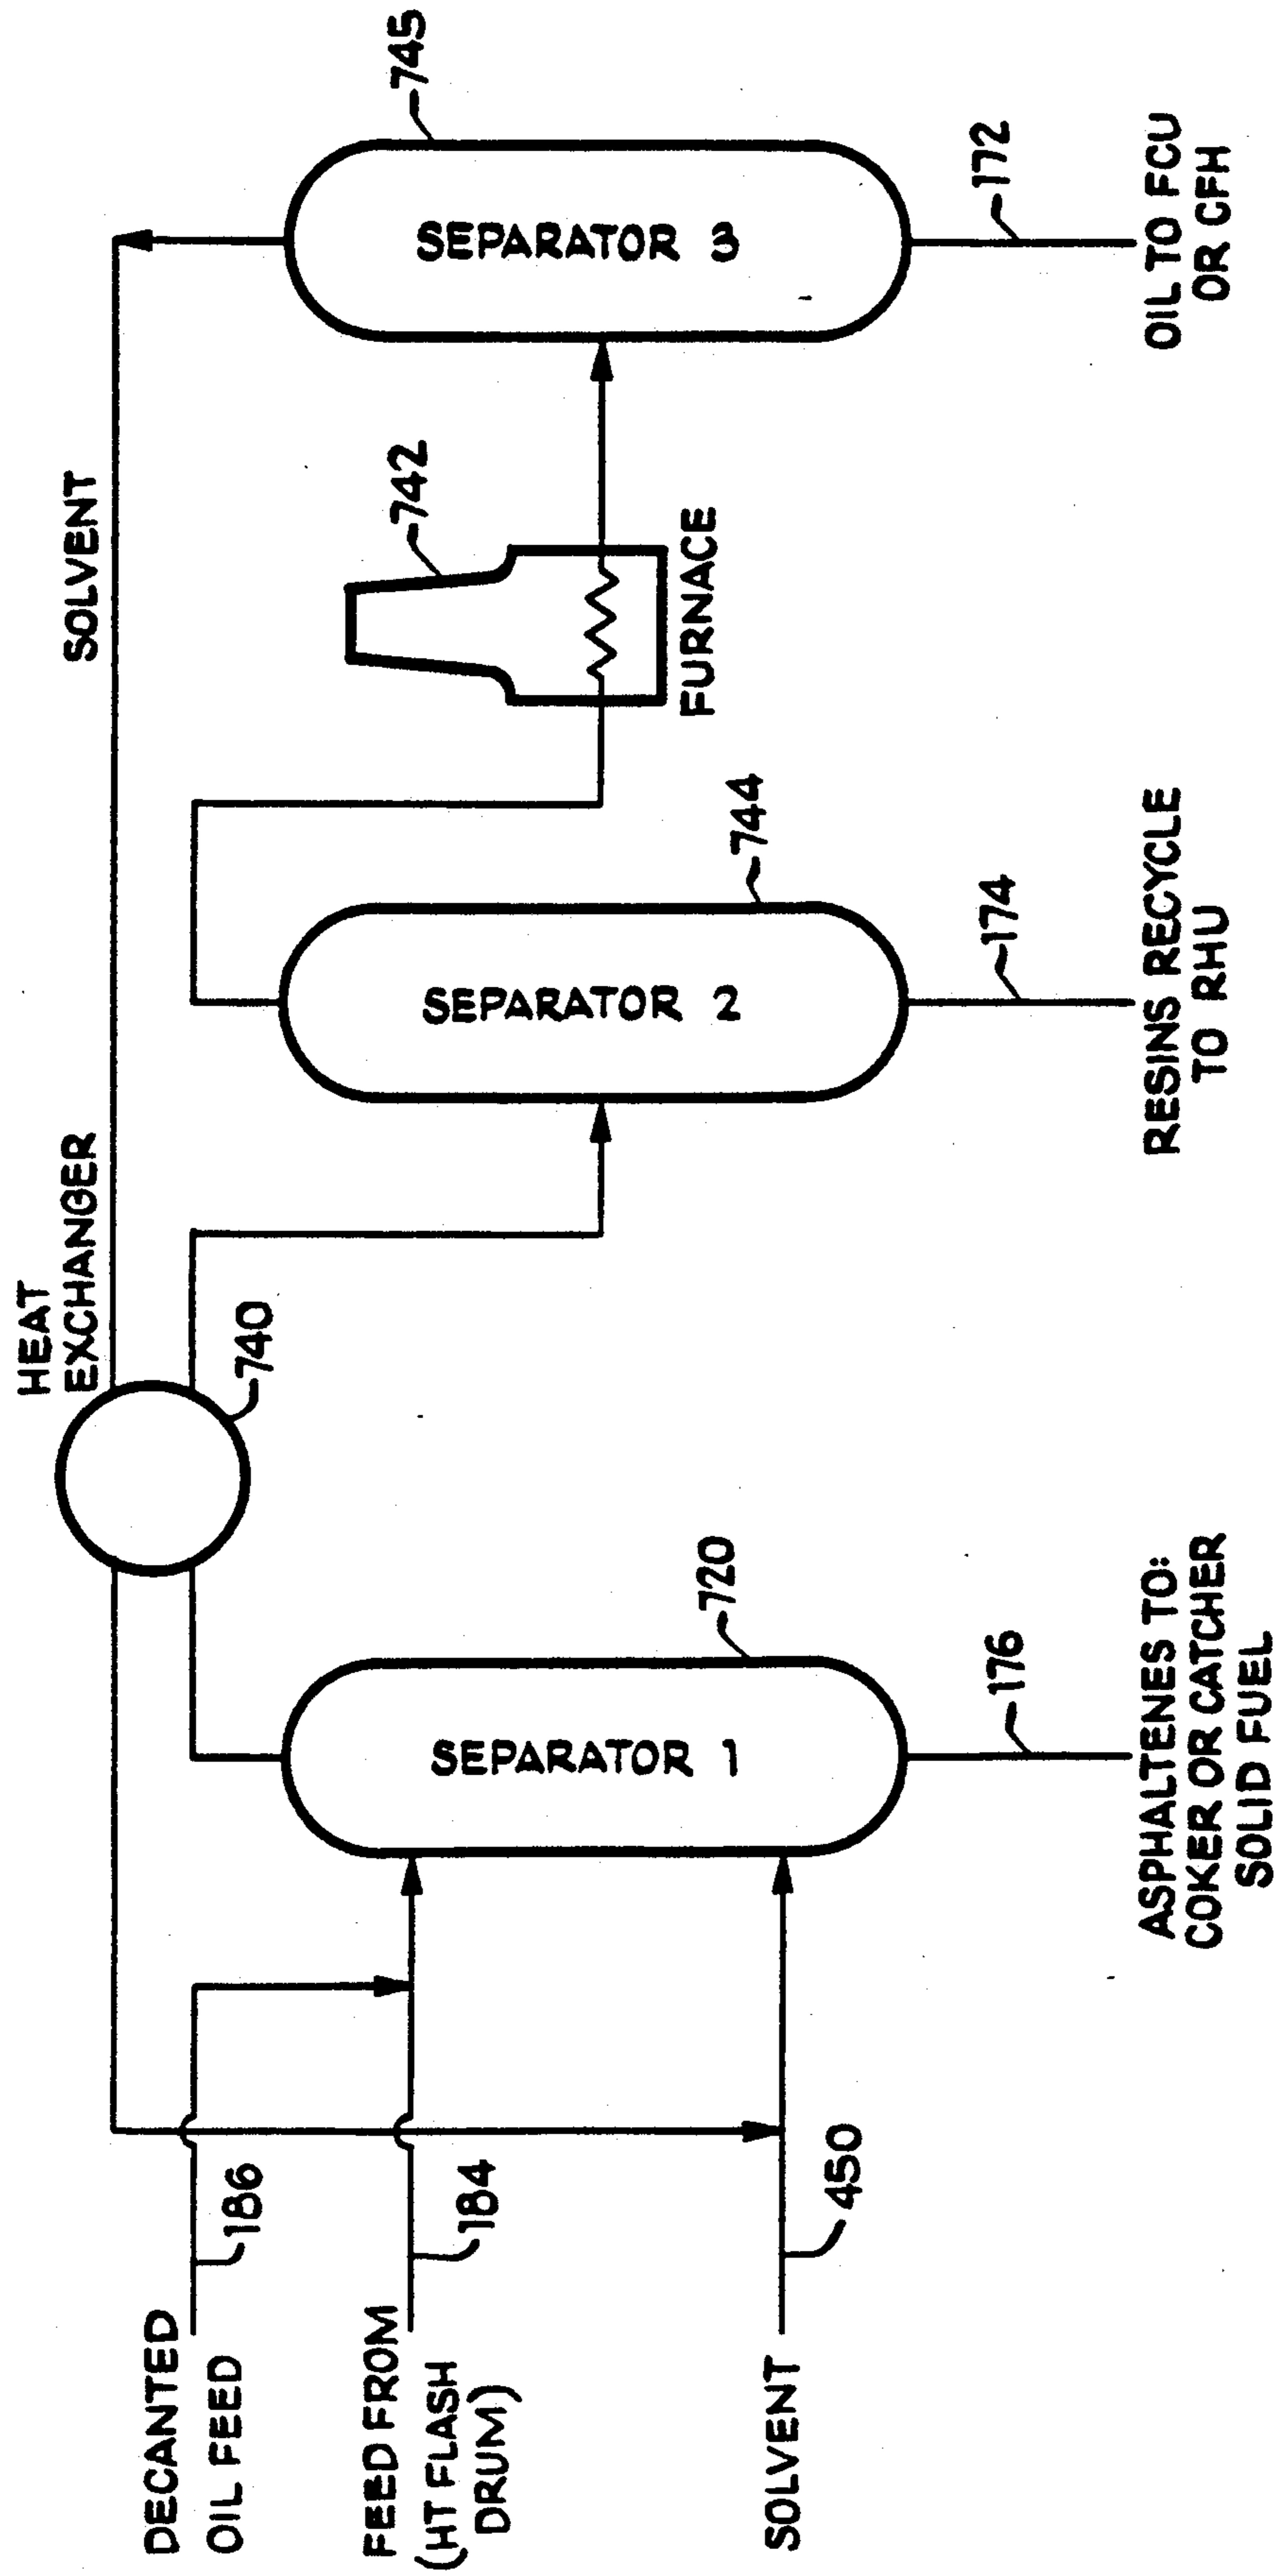 HEAT
EXCHANGER
SOLVENT
740
742
745
DECANTED
OIL FEED
186
FEED FROM
(HT FLASH
DRUM)
184
SOLVENT
450
SEPARATOR 1
720
SEPARATOR 2
744
FURNACE
SEPARATOR 3
176
ASPHALTENES TO:
COKER OR CATCHER
SOLID FUEL
174
RESINS RECYCLE
TO RHU
172
OIL TO FCU
OR CFH